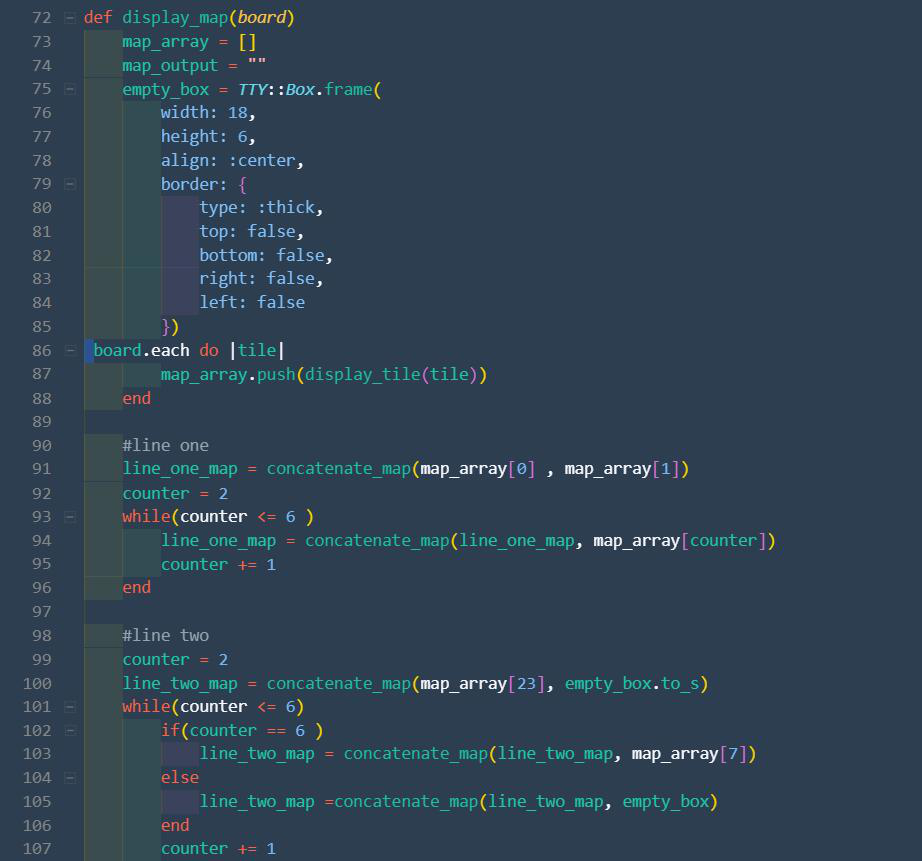 72 def display_map(board)
73     map_array = []
74     map_output = ""
75     empty_box = TTY::Box.frame(
76         width: 18,
77         height: 6,
78         align: :center,
79         border: {
80             type: :thick,
81             top: false,
82             bottom: false,
83             right: false,
84             left: false
85         })
86  board.each do |tile|
87         map_array.push(display_tile(tile))
88     end
89
90     #line one
91     line_one_map = concatenate_map(map_array[0] , map_array[1])
92     counter = 2
93     while(counter <= 6 )
94         line_one_map = concatenate_map(line_one_map, map_array[counter])
95         counter += 1
96     end
97
98     #line two
99     counter = 2
100     line_two_map = concatenate_map(map_array[23], empty_box.to_s)
101     while(counter <= 6)
102         if(counter == 6 )
103             line_two_map = concatenate_map(line_two_map, map_array[7])
104         else
105             line_two_map =concatenate_map(line_two_map, empty_box)
106         end
107         counter += 1